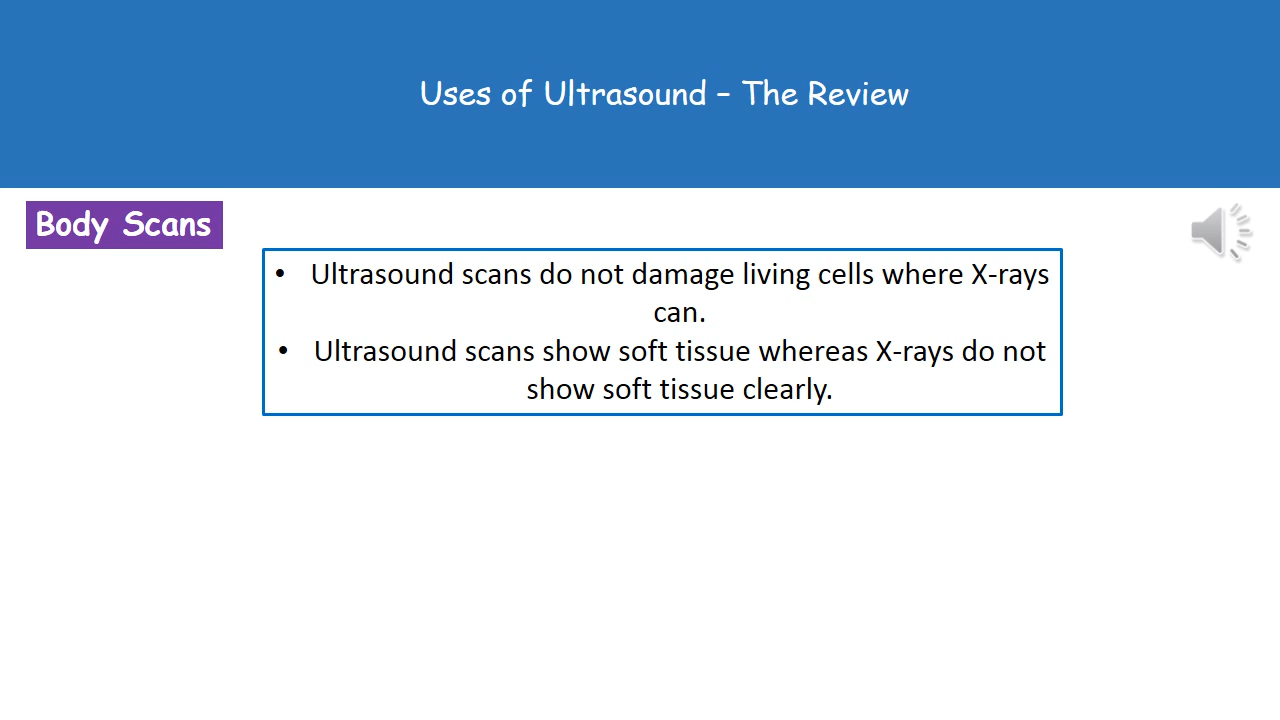 Uses of Ultrasound – The Review
Body Scans
• Ultrasound scans do not damage living cells where X-rays
can.
• Ultrasound scans show soft tissue whereas X-rays do not
show soft tissue clearly.